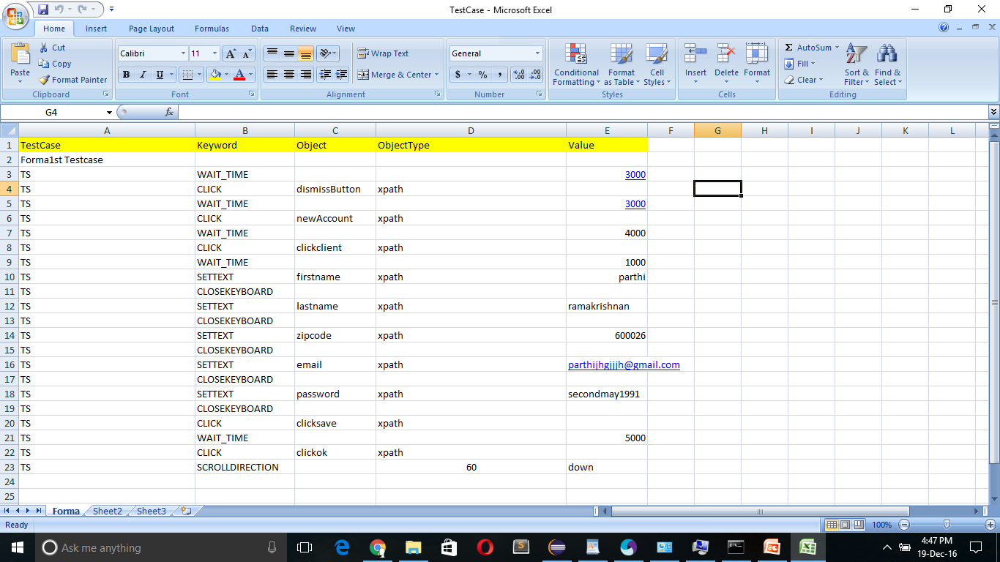 TestCase - Microsoft Excel
Home Insert Page Layout Formulas Data Review View
Paste Cut Copy Format Painter Clipboard
Calibri 11 A A B I U A Font
Wrap Text Merge & Center Alignment
General $ % , .0 .00 .00 .0 Number
Conditional Formatting Format as Table Cell Styles Styles
Insert Delete Format Cells
Σ AutoSum Fill Clear Sort & Filter Find & Select Editing
G4 fx
A B C D E F G H I J K L
1 TestCase Keyword Object ObjectType Value
2 Forma1st Testcase
3 TS WAIT_TIME 3000
4 TS CLICK dismissButton xpath
5 TS WAIT_TIME 3000
6 TS CLICK newAccount xpath
7 TS WAIT_TIME 4000
8 TS CLICK clickclient xpath
9 TS WAIT_TIME 1000
10 TS SETTEXT firstname xpath parthi
11 TS CLOSEKEYBOARD
12 TS SETTEXT lastname xpath ramakrishnan
13 TS CLOSEKEYBOARD
14 TS SETTEXT zipcode xpath 600026
15 TS CLOSEKEYBOARD
16 TS SETTEXT email xpath parthijhgjjjh@gmail.com
17 TS CLOSEKEYBOARD
18 TS SETTEXT password xpath secondmay1991
19 TS CLOSEKEYBOARD
20 TS CLICK clicksave xpath
21 TS WAIT_TIME 5000
22 TS CLICK clickok xpath
23 TS SCROLLDIRECTION 60 down
24
25
Forma Sheet2 Sheet3
Ready 100%
Ask me anything
4:47 PM
19-Dec-16